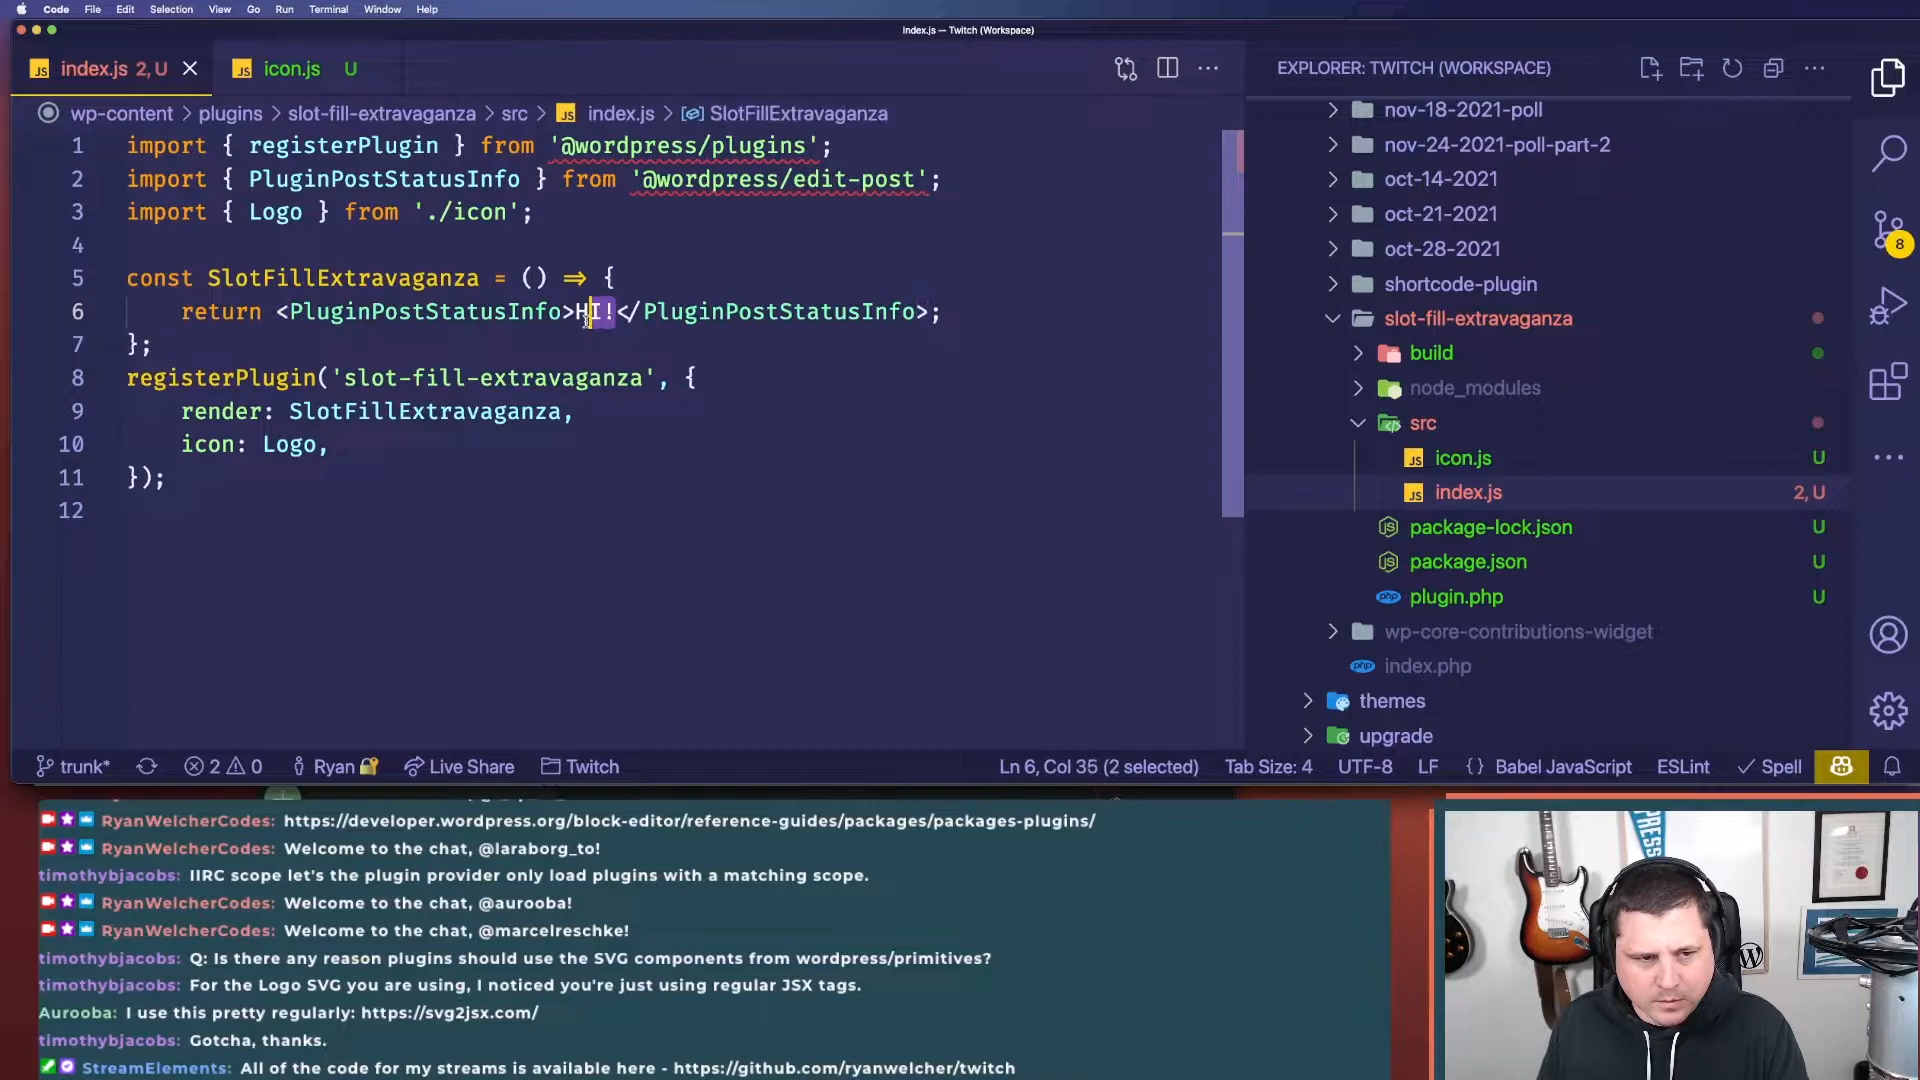 Code File Edit Selection View Go Run Terminal Window Help
index.js — Twitch (Workspace)
JS index.js 2, U
JS icon.js U
EXPLORER: TWITCH (WORKSPACE)
wp-content > plugins > slot-fill-extravaganza > src > JS index.js > SlotFillExtravaganza
1 import { registerPlugin } from '@wordpress/plugins';
2 import { PluginPostStatusInfo } from '@wordpress/edit-post';
3 import { Logo } from './icon';
4
5 const SlotFillExtravaganza = () => {
6 return <PluginPostStatusInfo>HI!</PluginPostStatusInfo>;
7 };
8 registerPlugin('slot-fill-extravaganza', {
9 render: SlotFillExtravaganza,
10 icon: Logo,
11 });
12
nov-18-2021-poll
nov-24-2021-poll-part-2
oct-14-2021
oct-21-2021
oct-28-2021
shortcode-plugin
slot-fill-extravaganza
build
node_modules
src
JS icon.js U
JS index.js 2, U
package-lock.json U
package.json U
php plugin.php U
wp-core-contributions-widget
php index.php
themes
upgrade
8
trunk* 2 0 Ryan Live Share Twitch Ln 6, Col 35 (2 selected) Tab Size: 4 UTF-8 LF {} Babel JavaScript ESLint Spell
RyanWelcherCodes: https://developer.wordpress.org/block-editor/reference-guides/packages/packages-plugins/
RyanWelcherCodes: Welcome to the chat, @laraborg_to!
timothybjacobs: IIRC scope let's the plugin provider only load plugins with a matching scope.
RyanWelcherCodes: Welcome to the chat, @aurooba!
RyanWelcherCodes: Welcome to the chat, @marcelreschke!
timothybjacobs: Q: Is there any reason plugins should use the SVG components from wordpress/primitives?
timothybjacobs: For the Logo SVG you are using, I noticed you're just using regular JSX tags.
Aurooba: I use this pretty regularly: https://svg2jsx.com/
timothybjacobs: Gotcha, thanks.
StreamElements: All of the code for my streams is available here - https://github.com/ryanwelcher/twitch